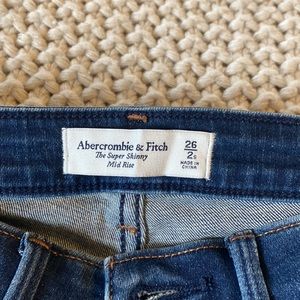 Abercrombie & Fitch
The Super Skinny
Mid Rise
26
2s
MADE IN
CHINA